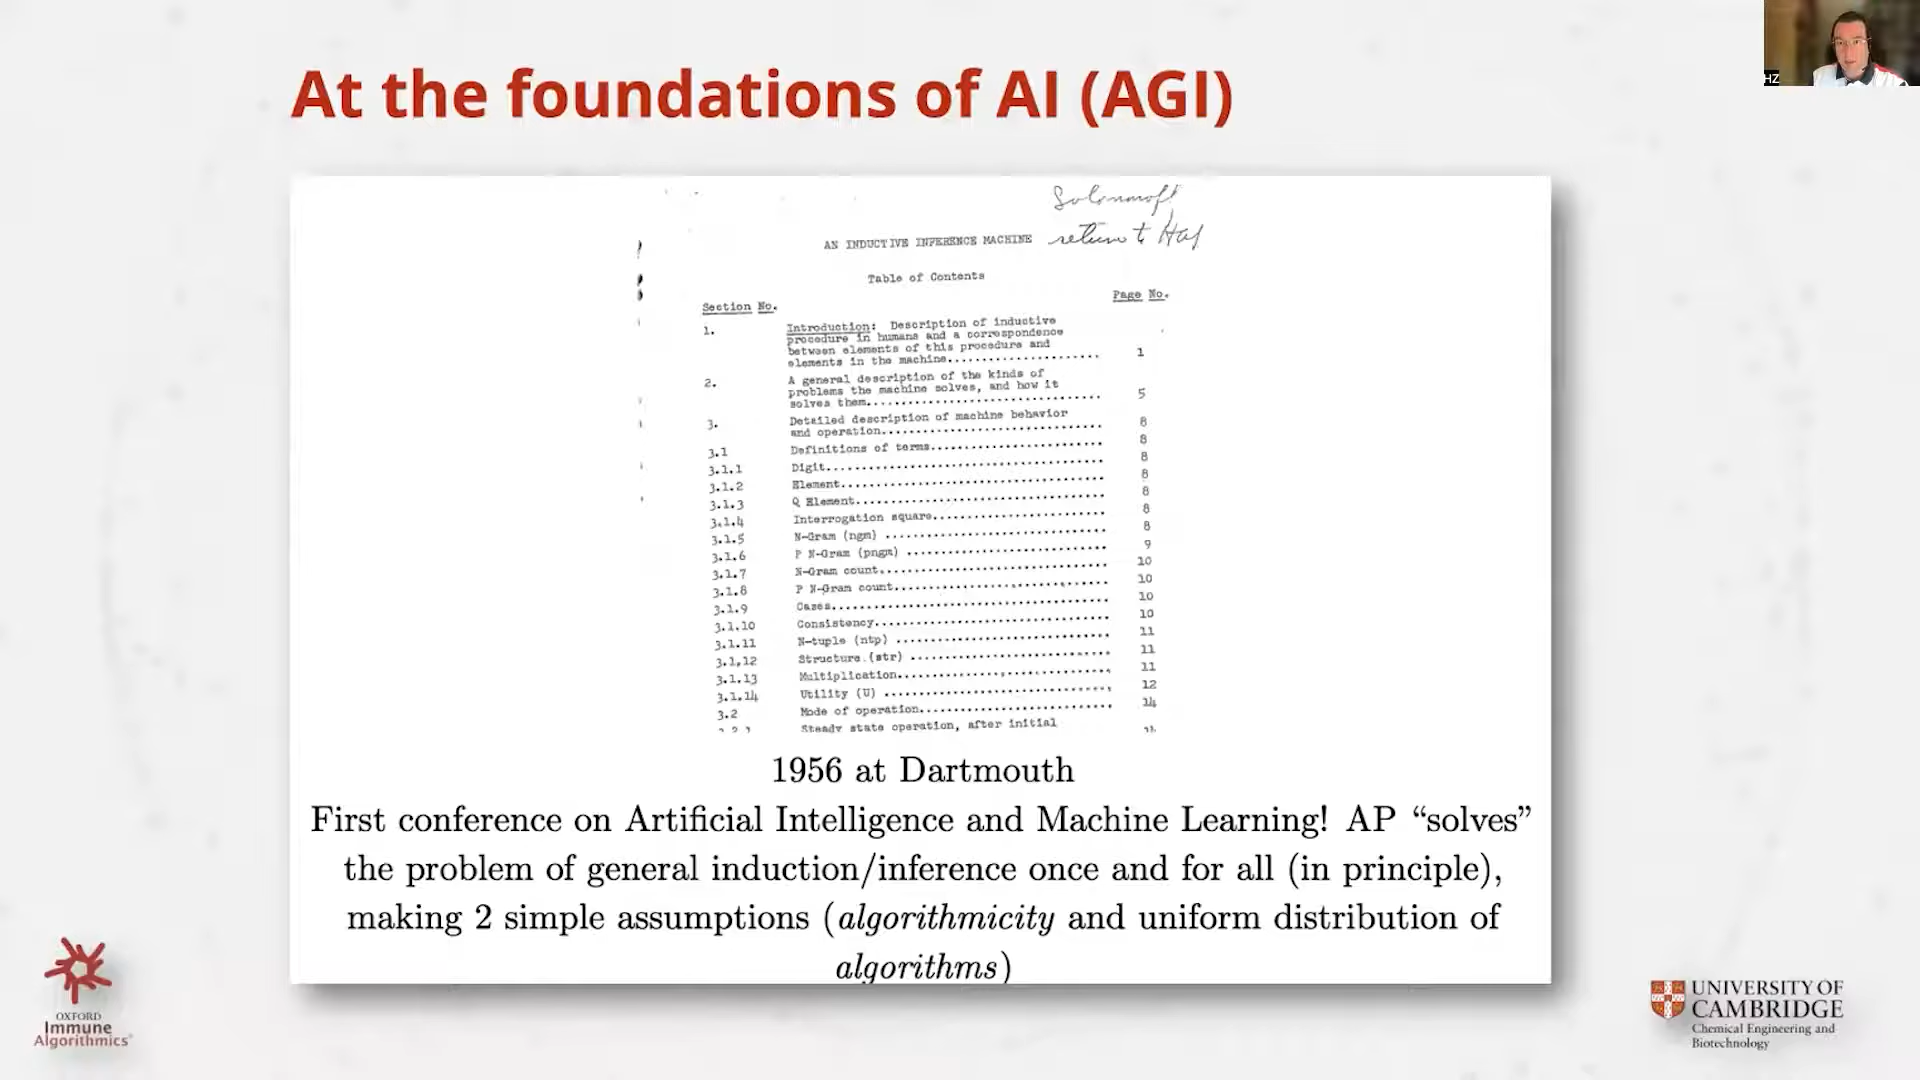 HZ
At the foundations of AI (AGI)
Solomonoff
return to
AN INDUCTIVE INFERENCE MACHINE
Table of Contents
Section No. Page No.
1. Introduction: Description of inductive
procedure in humans and a correspondence
between elements of this procedure and
elements in the machine.................... 1
2. A general description of the kinds of
problems the machine solves, and how it
solves them.............................. 5
3. Detailed description of machine behavior
and operation............................ 8
3.1 Definitions of terms...................... 8
3.1.1 Digit.................................... 8
3.1.2 Element.................................. 8
3.1.3 Q Element................................ 8
3.1.4 Interrogation square...................... 8
3.1.5 N-Gram (ngm) ............................ 8
3.1.6 P N-Gram (pngm) .......................... 9
3.1.7 N-Gram count............................. 10
3.1.8 P N-Gram count........................... 10
3.1.9 Cases.................................... 10
3.1.10 Consistency.............................. 10
3.1.11 N-tuple (ntp) ............................ 11
3.1.12 Structure (str) .......................... 11
3.1.13 Multiplication............................ 11
3.1.14 Utility (U) .............................. 12
3.2 Mode of operation......................... 14
Steady state operation, after initial
1956 at Dartmouth
First conference on Artificial Intelligence and Machine Learning! AP “solves”
the problem of general induction/inference once and for all (in principle),
making 2 simple assumptions (algorithmicity and uniform distribution of
algorithms)
OXFORD
Immune
Algorithmics
UNIVERSITY OF
CAMBRIDGE
Chemical Engineering and
Biotechnology